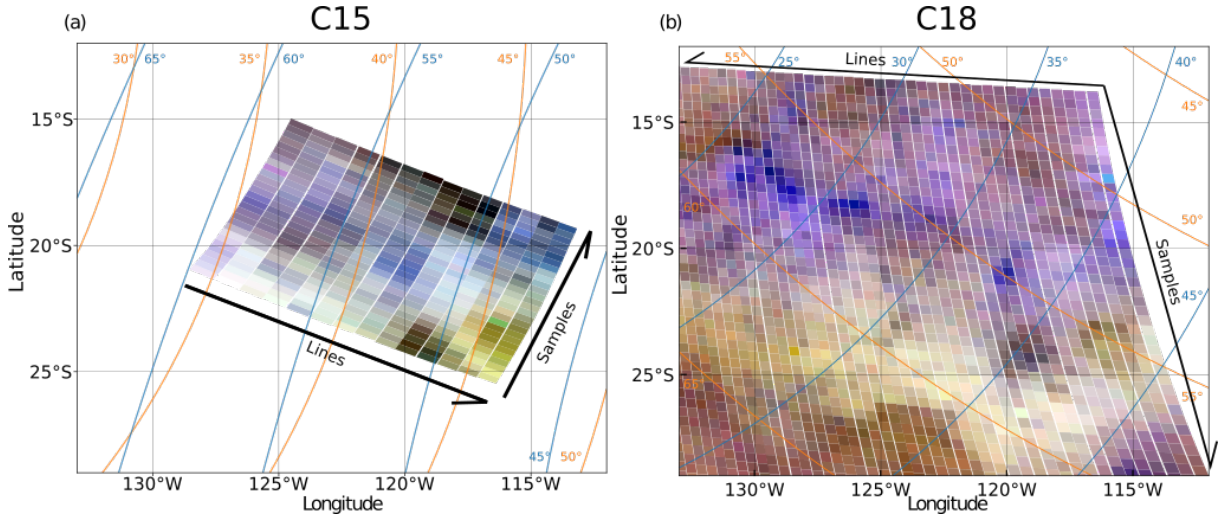 (a) C15
30° 65° 60° 40° 55° 45° 50°
15°S
20°S
25°S
Latitude
Lines
Samples
45° 50°
130°W 125°W 120°W 115°W
Longitude
(b) C18
55° 25° 30° 50° 35° 40°
Lines
45°
15°S
20°S
25°S
Latitude
60°
50°
Samples
45°
55°
130°W 125°W 120°W 115°W
Longitude